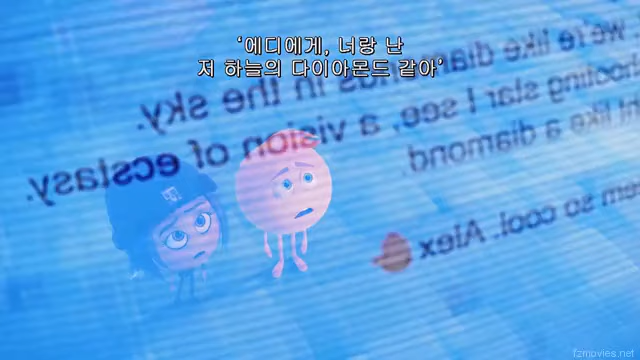 ‘에디에게, 너랑 난
저 하늘의 다이아몬드 같아’
we're like diamonds in the sky.
shooting star I see, a vision of ecstasy.
like a diamond.
so cool. Alex
fzmovies.net